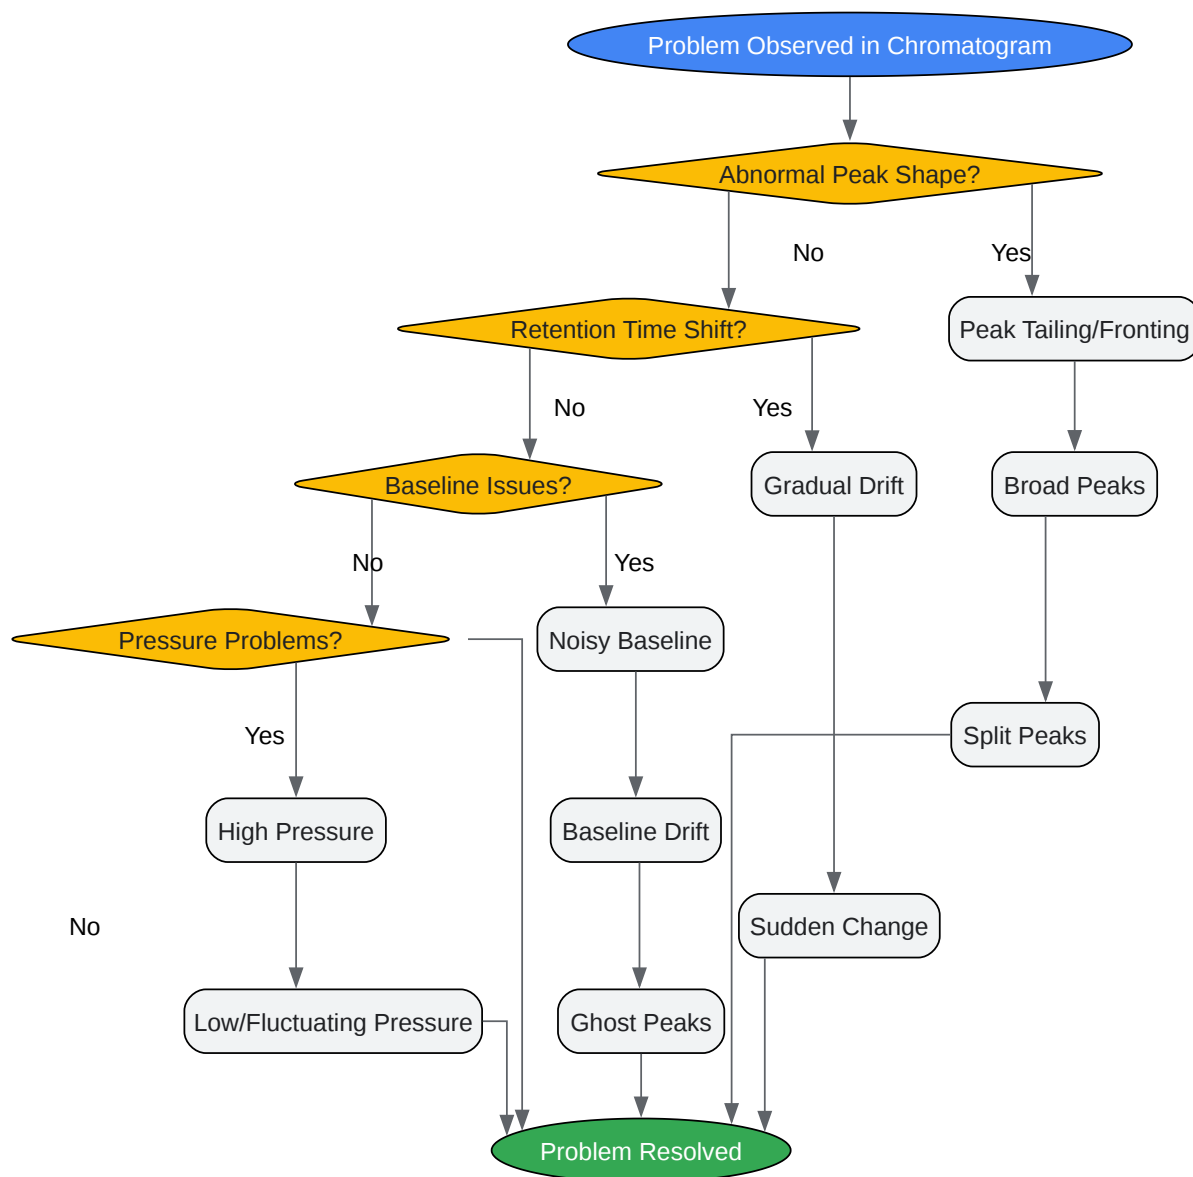 Problem Observed in Chromatogram
Abnormal Peak Shape?
No
Yes
Retention Time Shift?
Peak Tailing/Fronting
No
Yes
Baseline Issues?
Gradual Drift
Broad Peaks
No
Yes
Pressure Problems?
Noisy Baseline
Yes
Split Peaks
High Pressure
Baseline Drift
No
Sudden Change
Low/Fluctuating Pressure
Ghost Peaks
Problem Resolved